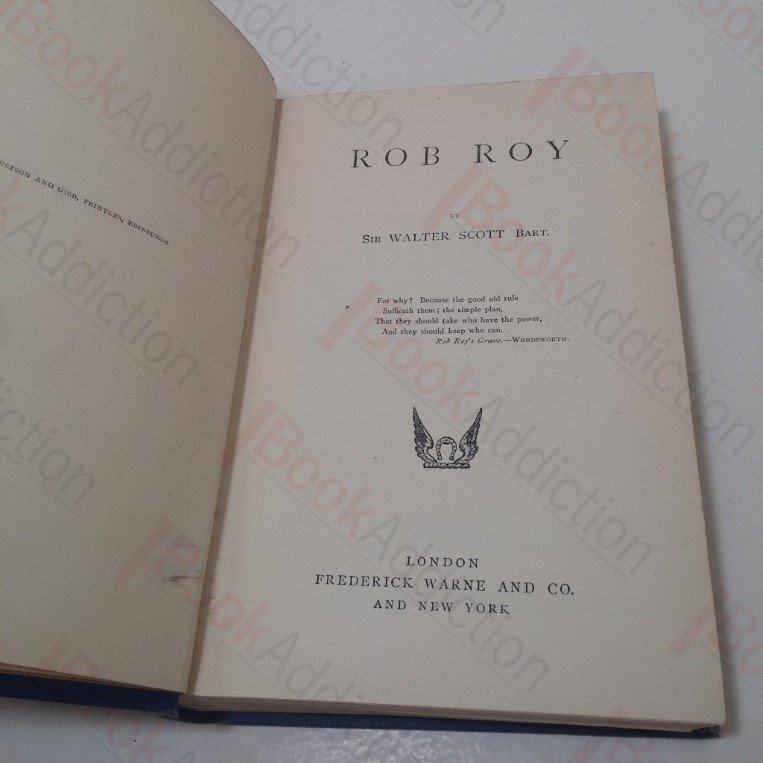 RRISON AND GIBB, PRINTERS, EDINBURGH
ROB ROY
BY
SIR WALTER SCOTT BART.
For why? Because the good old rule
Sufficeth them; the simple plan,
That they should take who have the power,
And they should keep who can.
Rob Roy's Grave.—WORDSWORTH.
LONDON
FREDERICK WARNE AND CO.
AND NEW YORK
BookAddiction